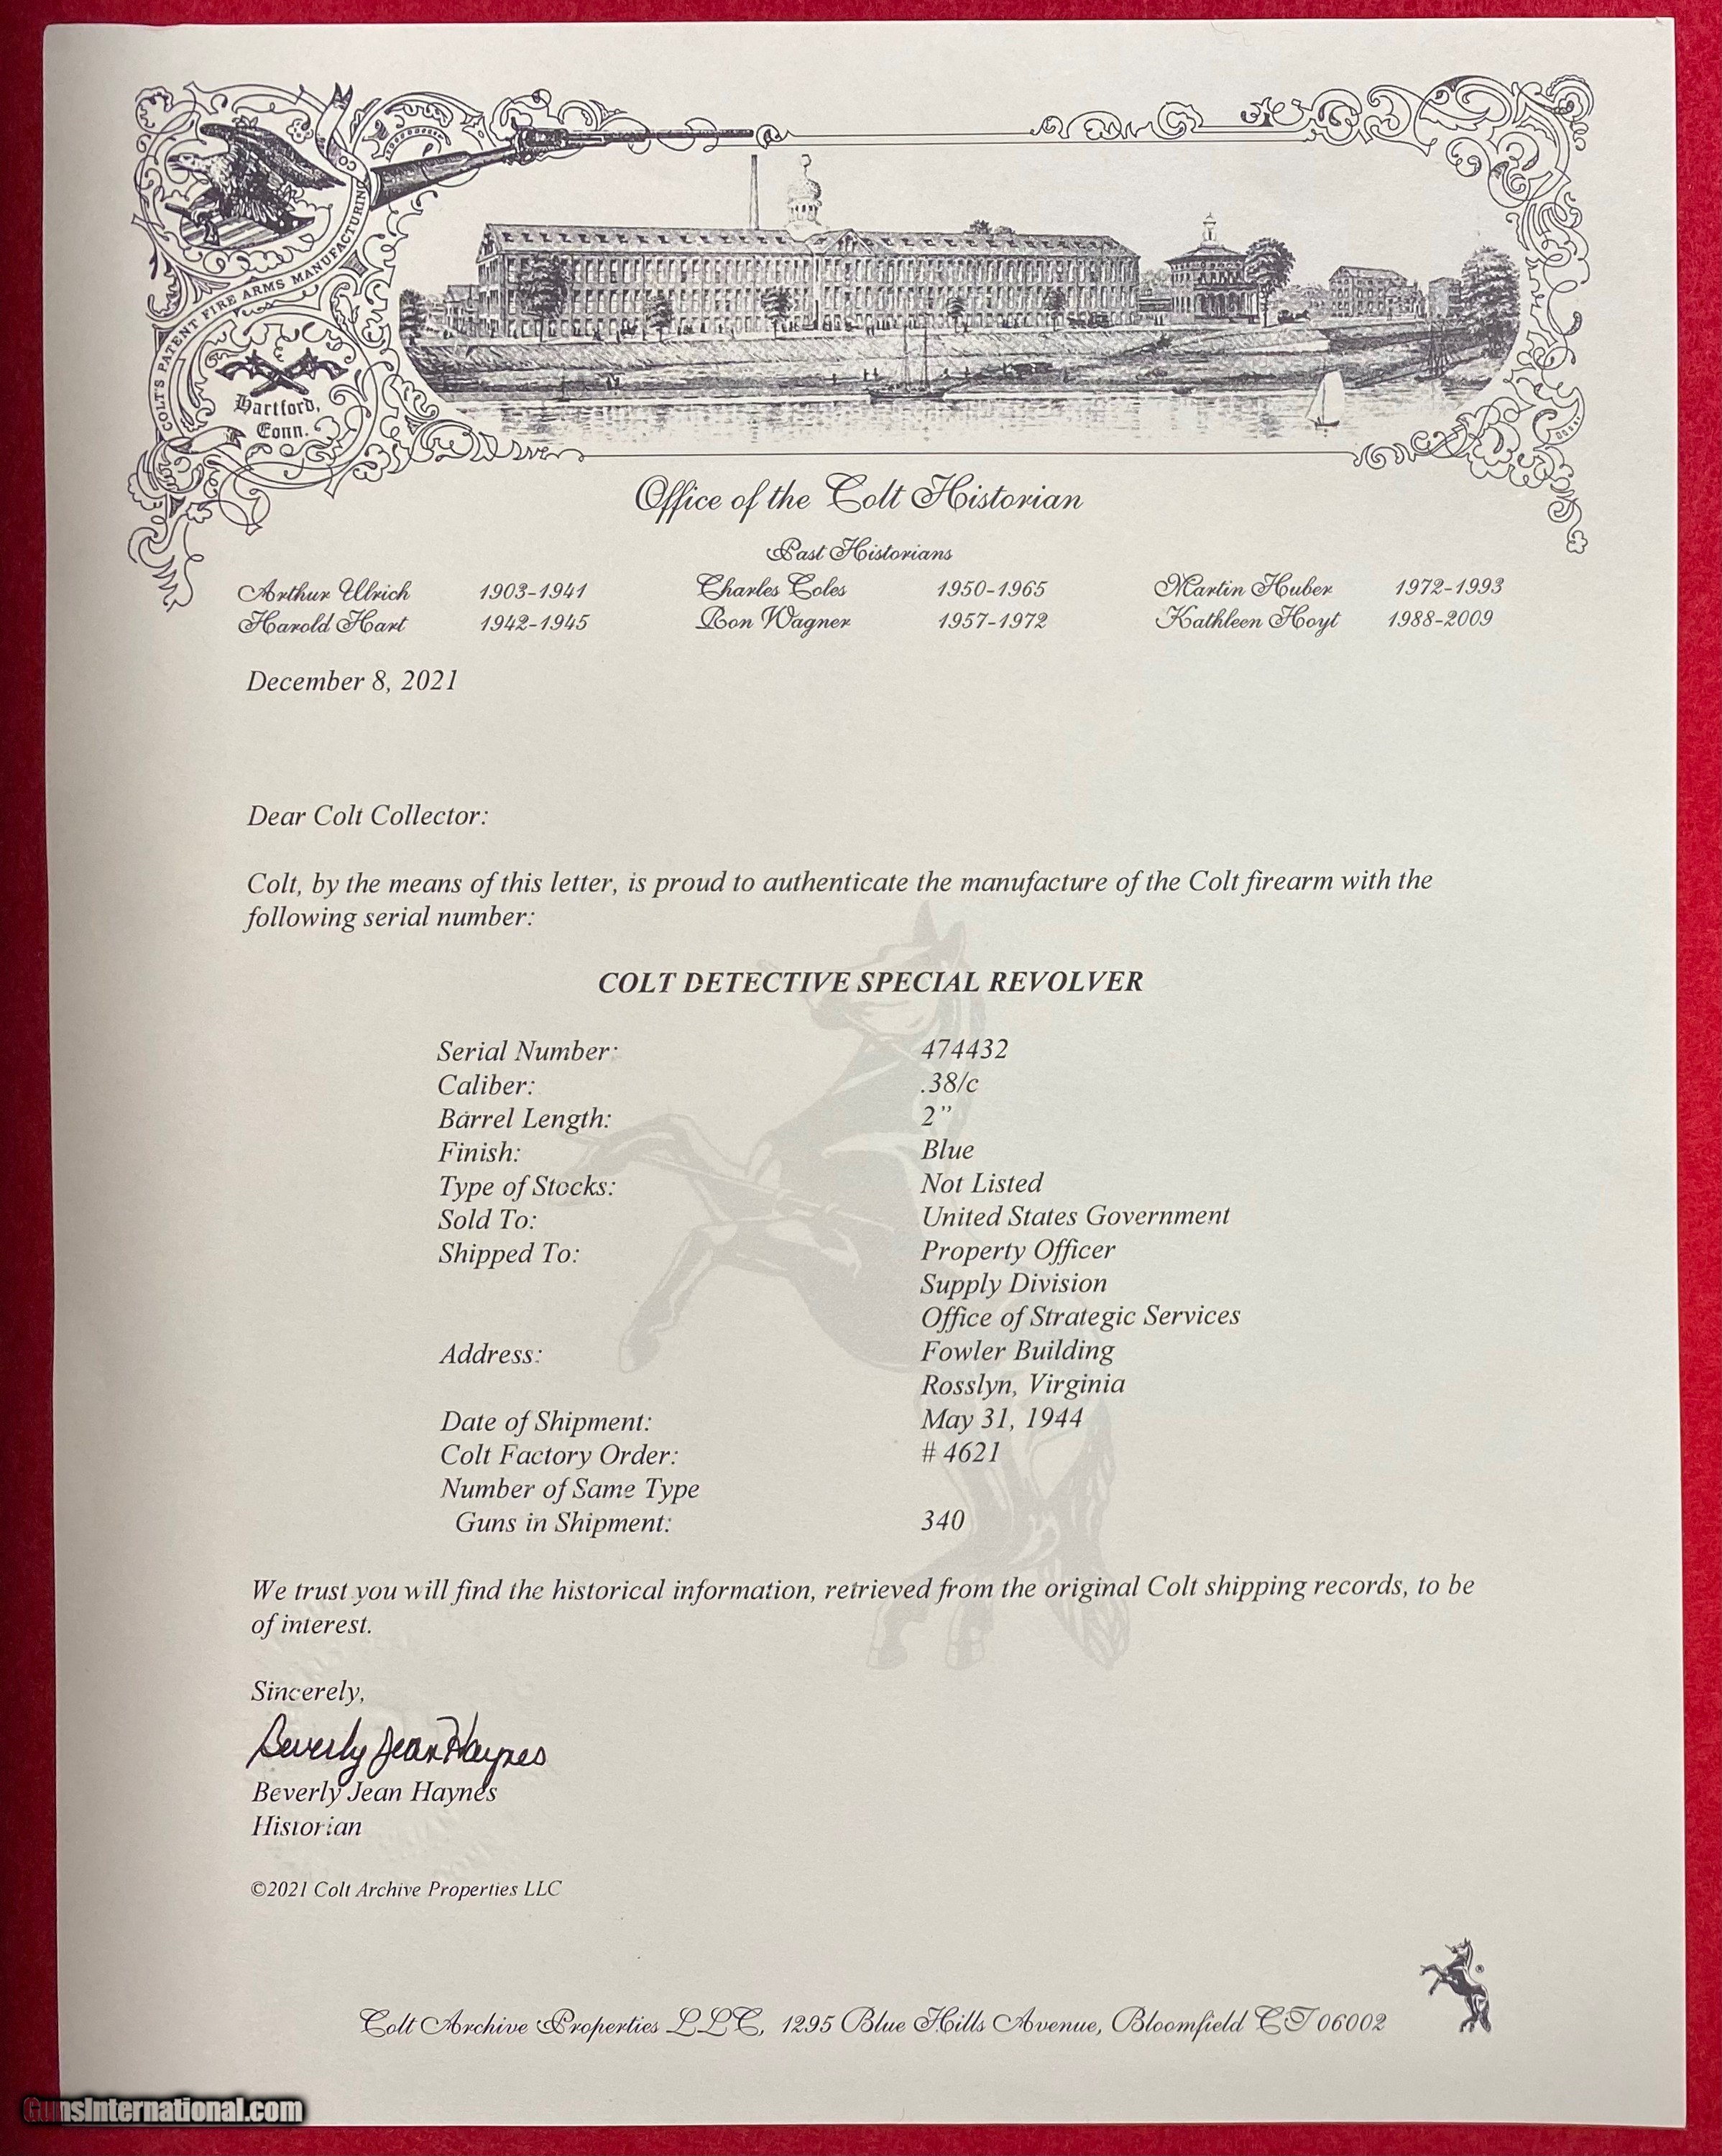 COLT'S PATENT FIRE ARMS MANUFACTURING CO
Hartford,
Conn.
Office of the Colt Historian
Past Historians
Arthur Ulrich 1903-1941 Charles Coles 1950-1965 Martin Huber 1972-1993
Harold Hart 1942-1945 Ron Wagner 1957-1972 Kathleen Hoyt 1988-2009
December 8, 2021
Dear Colt Collector:
Colt, by the means of this letter, is proud to authenticate the manufacture of the Colt firearm with the
following serial number:
COLT DETECTIVE SPECIAL REVOLVER
Serial Number: 474432
Caliber: .38/c
Barrel Length: 2”
Finish: Blue
Type of Stocks: Not Listed
Sold To: United States Government
Shipped To: Property Officer
Supply Division
Office of Strategic Services
Address: Fowler Building
Rosslyn, Virginia
Date of Shipment: May 31, 1944
Colt Factory Order: # 4621
Number of Same Type
Guns in Shipment: 340
We trust you will find the historical information, retrieved from the original Colt shipping records, to be
of interest.
Sincerely,
Beverly Jean Haynes
Beverly Jean Haynes
Historian
©2021 Colt Archive Properties LLC
®
Colt Archive Properties LLC, 1295 Blue Hills Avenue, Bloomfield CT 06002
GunsInternational.com